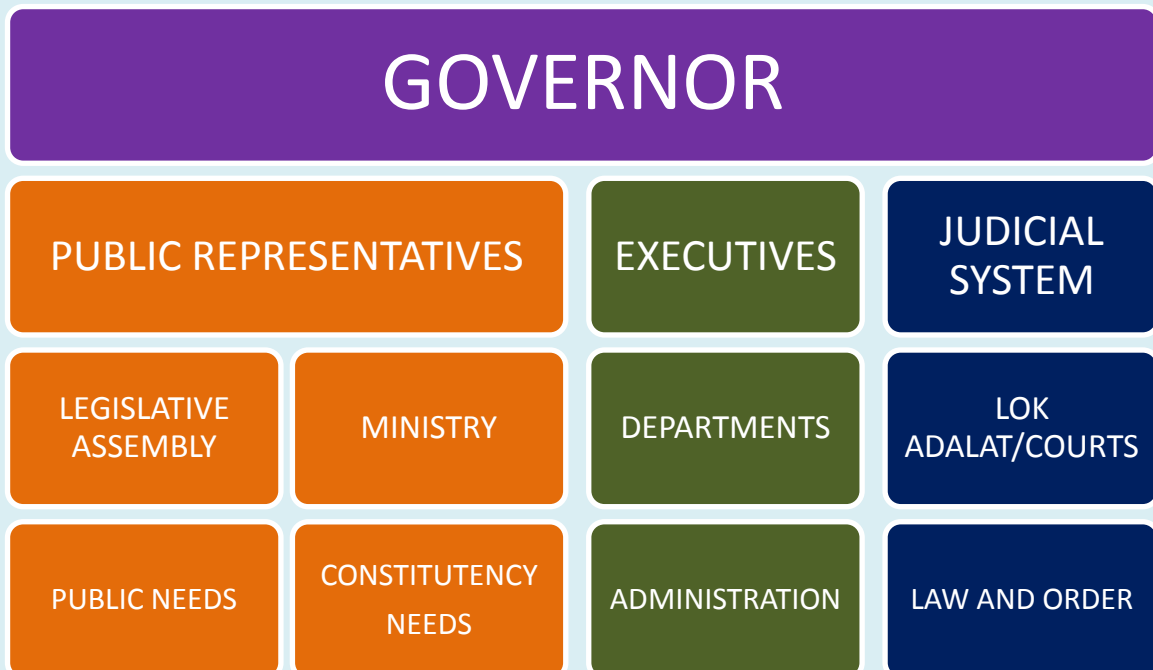 GOVERNOR
PUBLIC REPRESENTATIVES
EXECUTIVES
JUDICIAL
SYSTEM
LEGISLATIVE
ASSEMBLY
MINISTRY
DEPARTMENTS
LOK
ADALAT/COURTS
PUBLIC NEEDS
CONSTITUTENCY
NEEDS
ADMINISTRATION
LAW AND ORDER